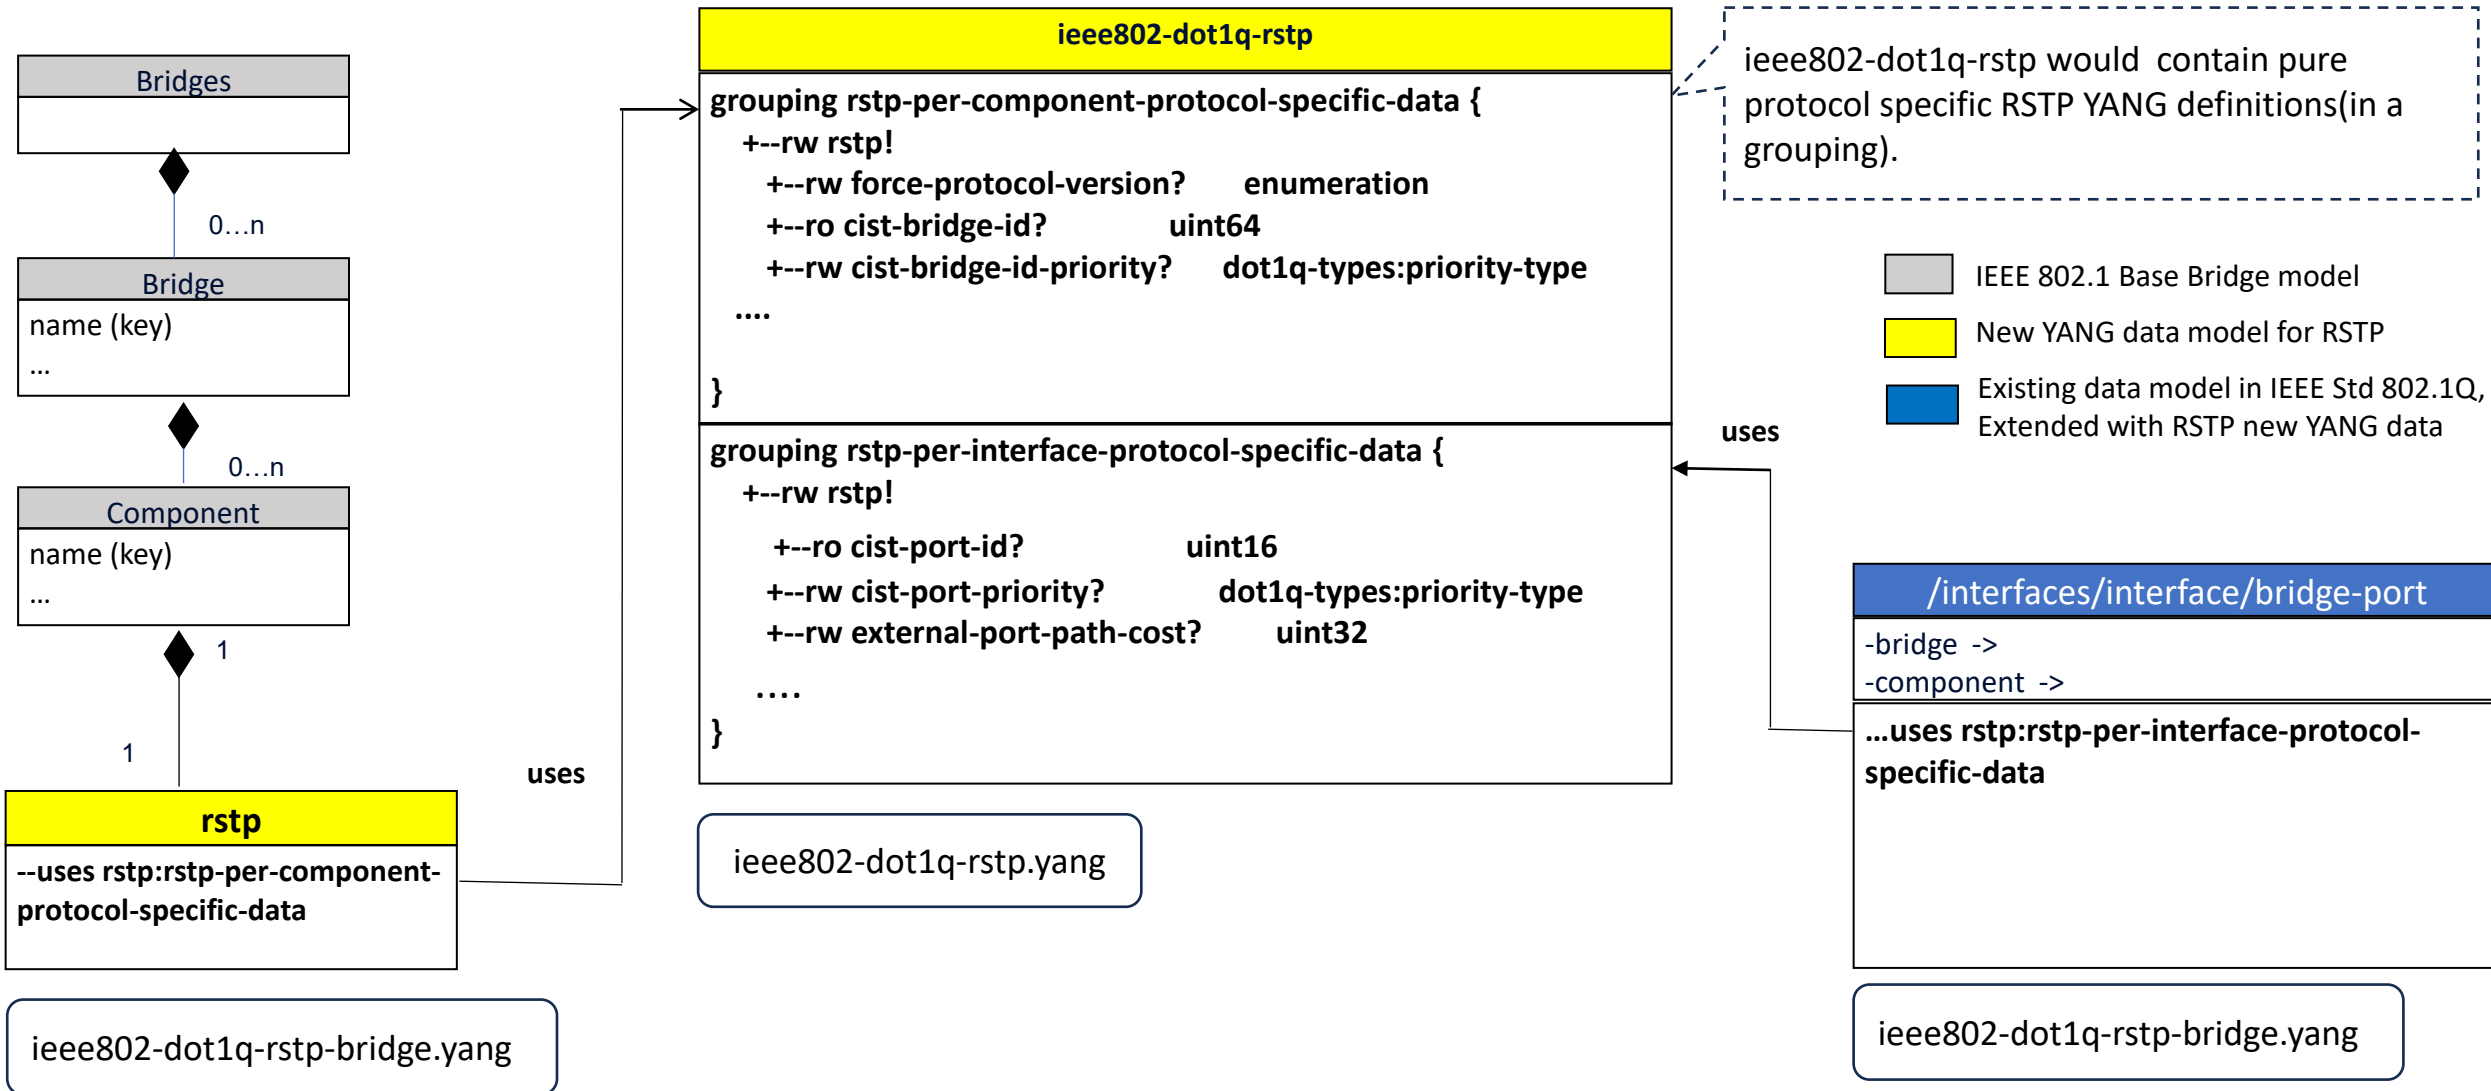 Bridges
0…n
Bridge
name (key)
...
0…n
Component
name (key)
...
1
1
rstp
--uses rstp:rstp-per-component-
protocol-specific-data
ieee802-dot1q-rstp-bridge.yang
uses
ieee802-dot1q-rstp
grouping rstp-per-component-protocol-specific-data {
+--rw rstp!
+--rw force-protocol-version? enumeration
+--ro cist-bridge-id? uint64
+--rw cist-bridge-id-priority? dot1q-types:priority-type
....
}
grouping rstp-per-interface-protocol-specific-data {
+--rw rstp!
+--ro cist-port-id? uint16
+--rw cist-port-priority? dot1q-types:priority-type
+--rw external-port-path-cost? uint32
....
}
ieee802-dot1q-rstp.yang
ieee802-dot1q-rstp would contain pure
protocol specific RSTP YANG definitions(in a
grouping).
IEEE 802.1 Base Bridge model
New YANG data model for RSTP
Existing data model in IEEE Std 802.1Q,
Extended with RSTP new YANG data
uses
/interfaces/interface/bridge-port
-bridge ->
-component ->
...uses rstp:rstp-per-interface-protocol-
specific-data
ieee802-dot1q-rstp-bridge.yang